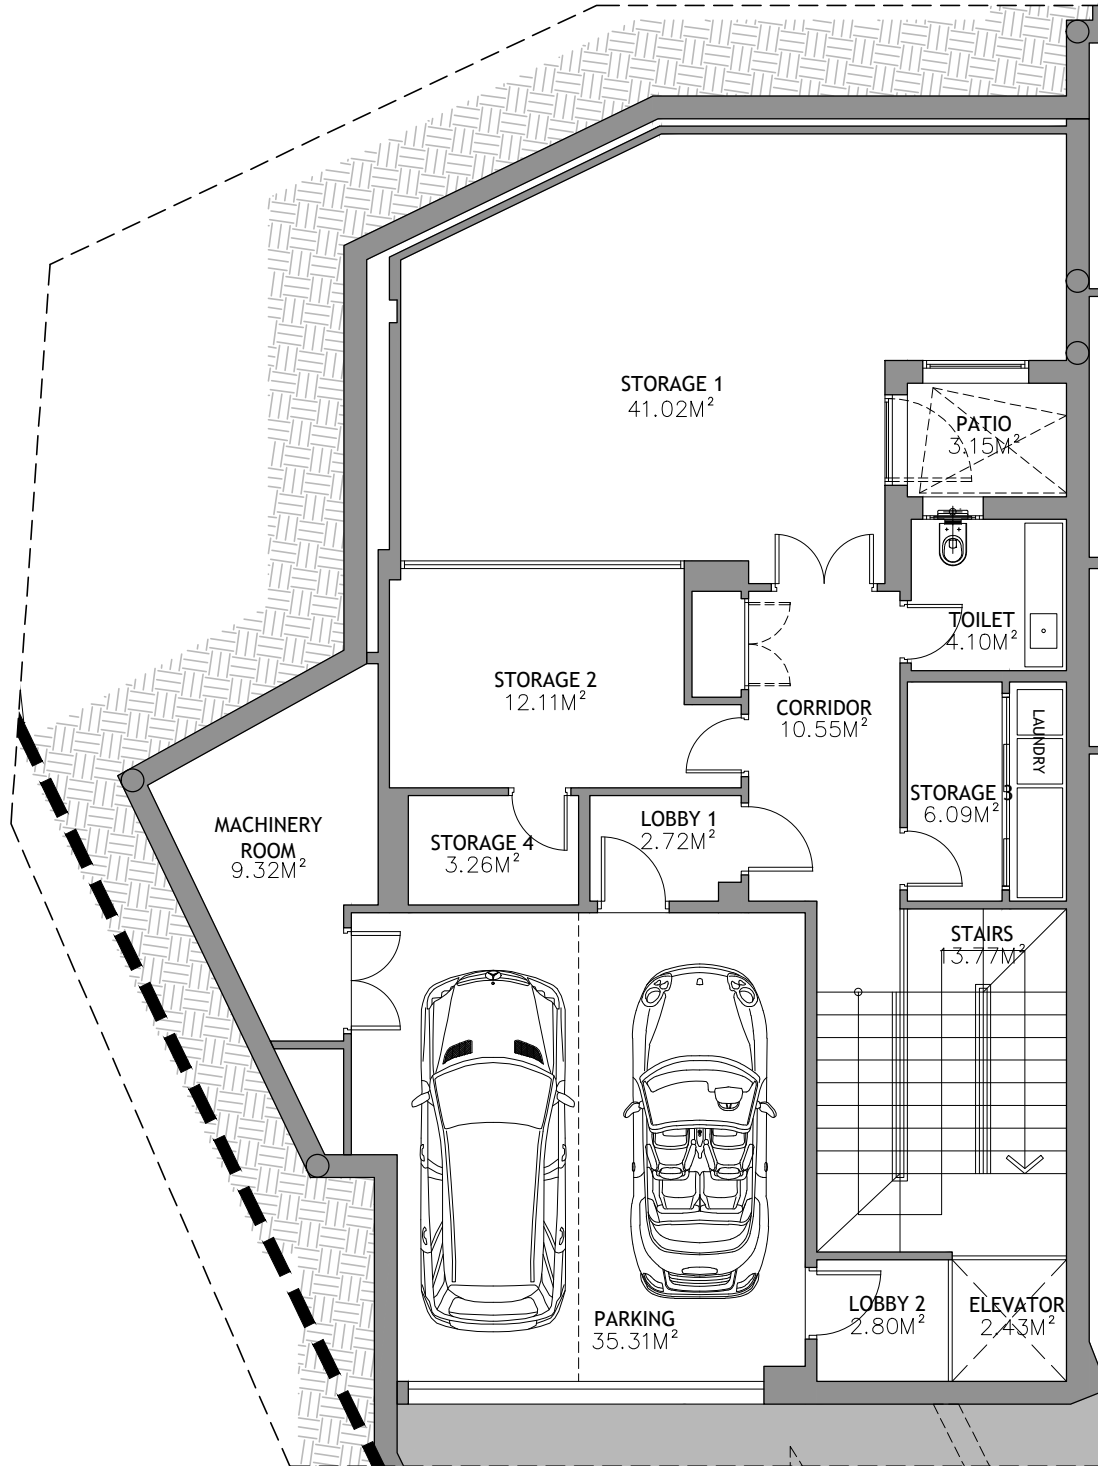 STORAGE 1
41.02M²
PATIO
3.15M²
TOILET
4.10M²
STORAGE 2
12.11M²
CORRIDOR
10.55M²
LAUNDRY
STORAGE 3
6.09M²
MACHINERY
ROOM
9.32M²
STORAGE 4
3.26M²
LOBBY 1
2.72M²
STAIRS
13.77M²
PARKING
35.31M²
LOBBY 2
2.80M²
ELEVATOR
2.43M²